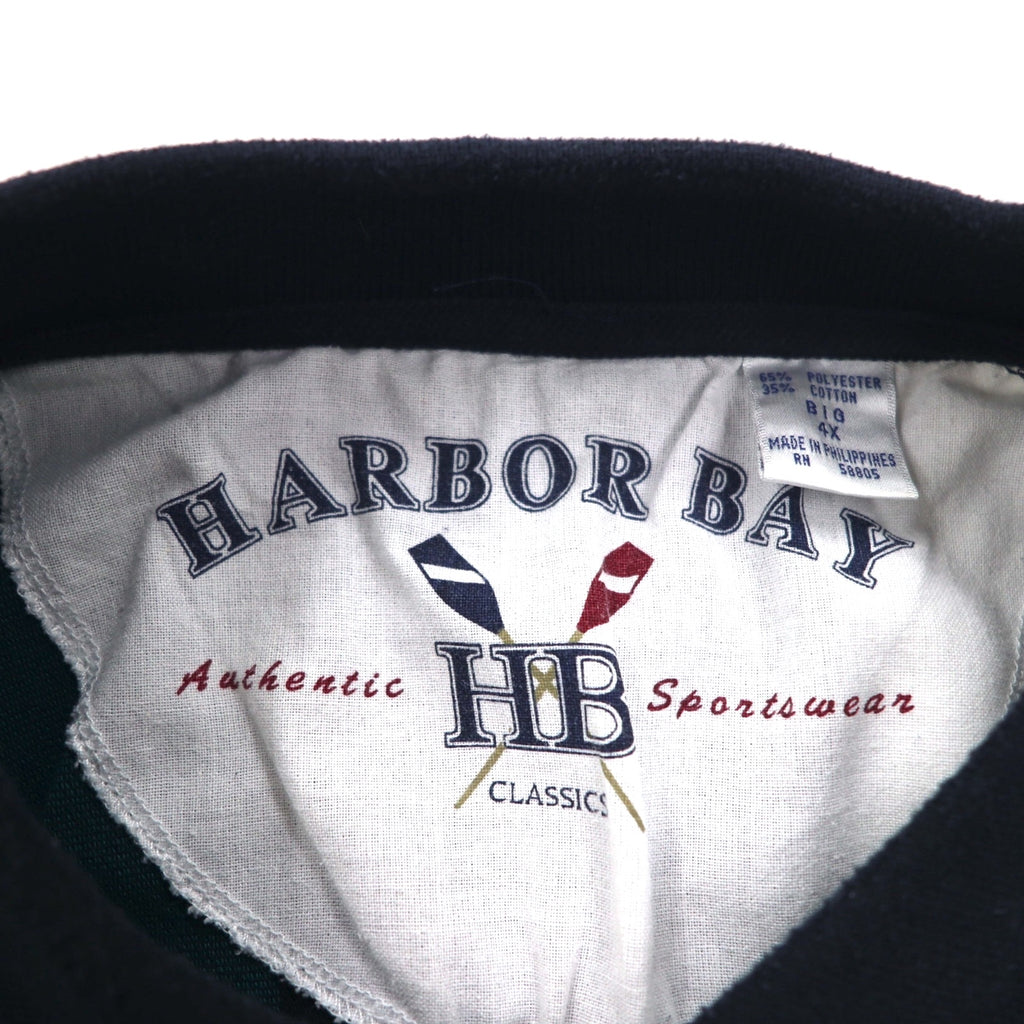 65% POLYESTER
35% COTTON
BIG
4X
MADE IN PHILIPPINES
RN 58805
HARBOR BAY
Authentic HB Sportswear
CLASSICS